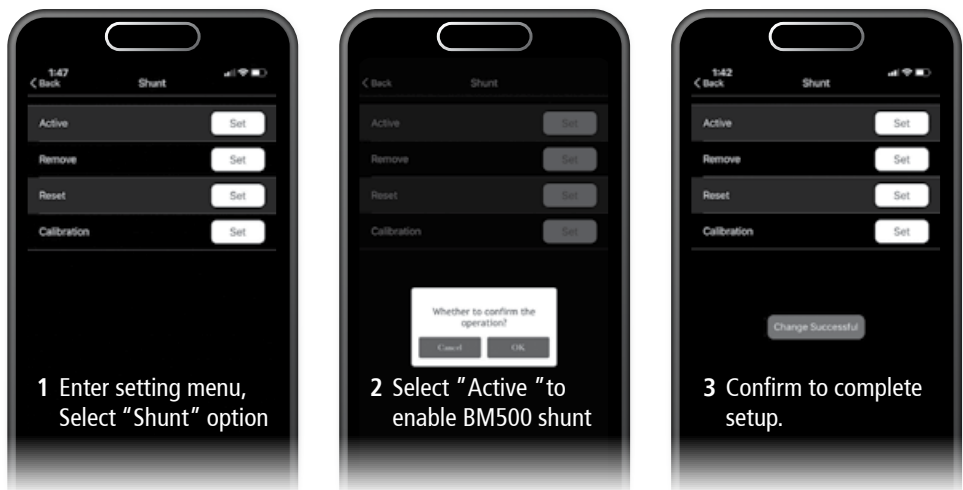 1:47
Back Shunt
Active Set
Remove Set
Reset Set
Calibration Set
1 Enter setting menu,
Select “Shunt” option
Back Shunt
Active Set
Remove Set
Reset Set
Calibration Set
Whether to confirm the
operation?
Cancel OK
2 Select ”Active ”to
enable BM500 shunt
1:42
Back Shunt
Active Set
Remove Set
Reset Set
Calibration Set
Change Successful
3 Confirm to complete
setup.